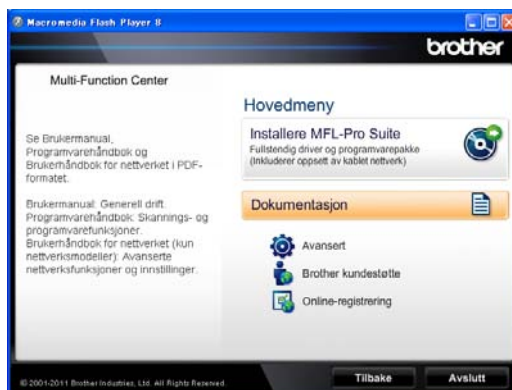 Macromedia Flash Player 8
brother
Multi-Function Center
Se Brukermanual,
Programvarehåndbok og
Brukerhåndbok for nettverket i PDF-
formatet.
Brukermanual: Generell drift.
Programvarehåndbok: Skannings- og
programvarefunksjoner.
Brukerhåndbok for nettverket (kun
nettverksmodeller): Avanserte
nettverksfunksjoner og innstillinger.
Hovedmeny
Installere MFL-Pro Suite
Fullstendig driver og programvarepakke
(Inkluderer oppsett av kablet nettverk)
Dokumentasjon
Avansert
Brother kundestøtte
Online-registrering
© 2001-2011 Brother Industries, Ltd. All Rights Reserved.
Tilbake
Avslutt